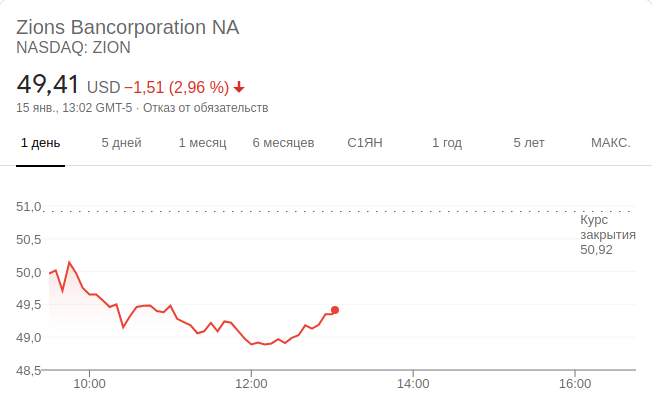 Zions Bancorporation NA
NASDAQ: ZION
49,41 USD −1,51 (2,96 %)
15 янв., 13:02 GMT-5 · Отказ от обязательств
1 день 5 дней 1 месяц 6 месяцев С1ЯН 1 год 5 лет МАКС.
51,0
Курс
закрытия
50,92
50,5
50,0
49,5
49,0
48,5
10:00 12:00 14:00 16:00